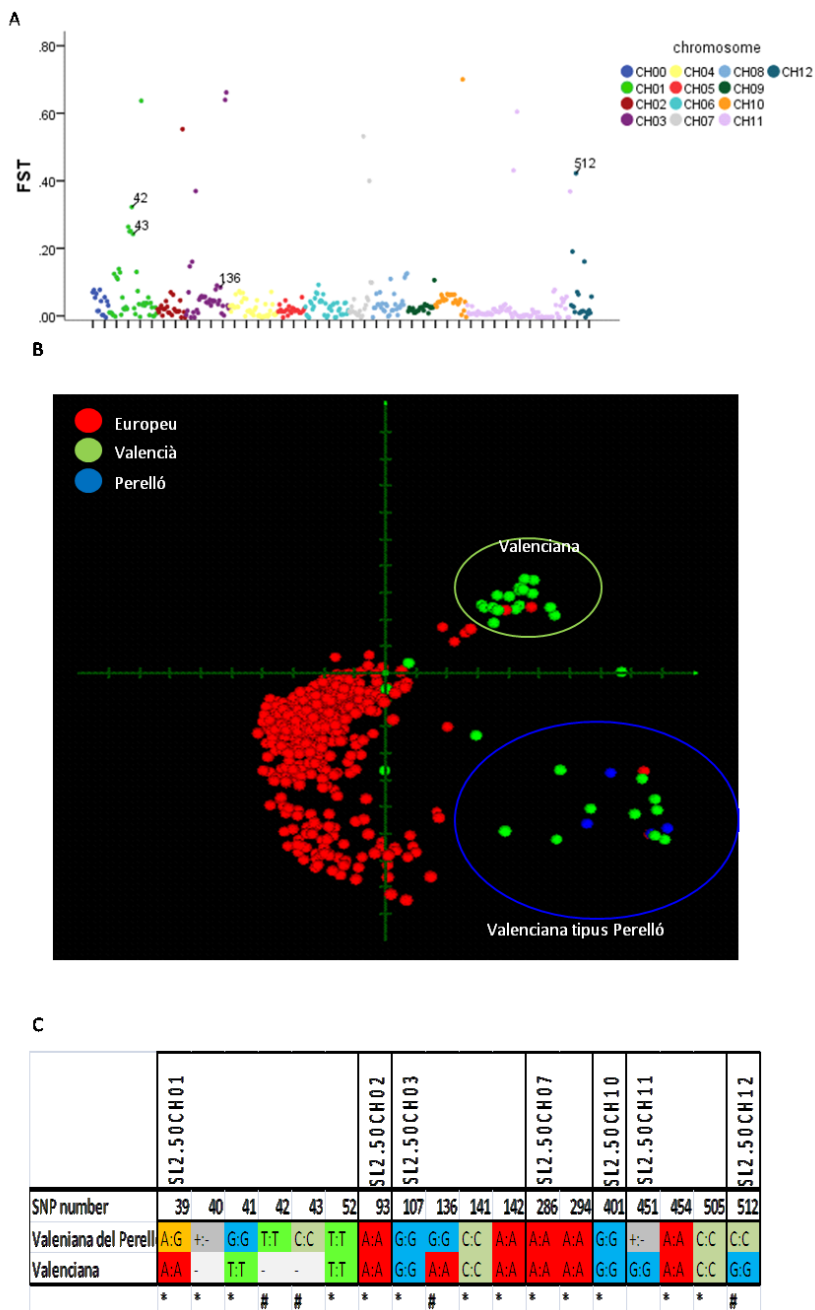 A
.80
.60
.40
.20
.00
FST
42
43
136
512
chromosome
CH00 CH04 CH08 CH12
CH01 CH05 CH09
CH02 CH06 CH10
CH03 CH07 CH11
B
Europeu
Valencià
Perelló
Valenciana
Valenciana tipus Perelló
C
SL2.50CH01 SL2.50CH02 SL2.50CH03 SL2.50CH07 SL2.50CH10 SL2.50CH11 SL2.50CH12
SNP number 39 40 41 42 43 52 93 107 136 141 142 286 294 401 451 454 505 512
Valeniana del Perell A:G +:- G:G T:T C:C T:T A:A G:G G:G C:C A:A A:A A:A G:G +:- A:A C:C C:C
Valenciana A:A - T:T - - T:T A:A G:G A:A C:C A:A A:A A:A G:G G:G A:A C:C G:G
* * * # # * * * # * * * * * * * * #